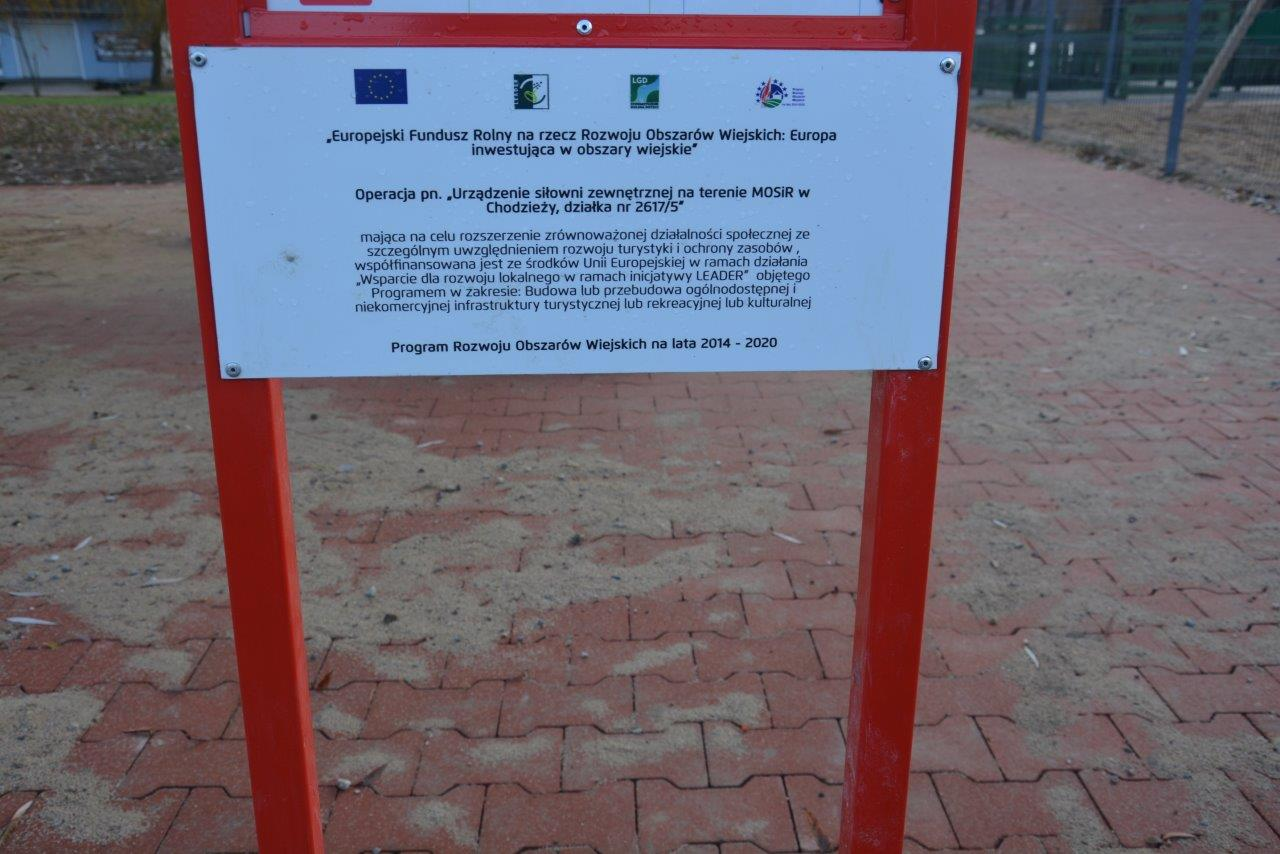 LGD
„Europejski Fundusz Rolny na rzecz Rozwoju Obszarów Wiejskich: Europa
inwestująca w obszary wiejskie”
Operacja pn. „Urządzenie siłowni zewnętrznej na terenie MOSiR w
Chodzieży, działka nr 2617/5”
mająca na celu rozszerzenie zrównoważonej działalności społecznej ze
szczególnym uwzględnieniem rozwoju turystyki i ochrony zasobów ,
współfinansowana jest ze środków Unii Europejskiej w ramach działania
„Wsparcie dla rozwoju lokalnego w ramach inicjatywy LEADER” objętego
Programem w zakresie: Budowa lub przebudowa ogólnodostępnej i
niekomercyjnej infrastruktury turystycznej lub rekreacyjnej lub kulturalnej
Program Rozwoju Obszarów Wiejskich na lata 2014 - 2020